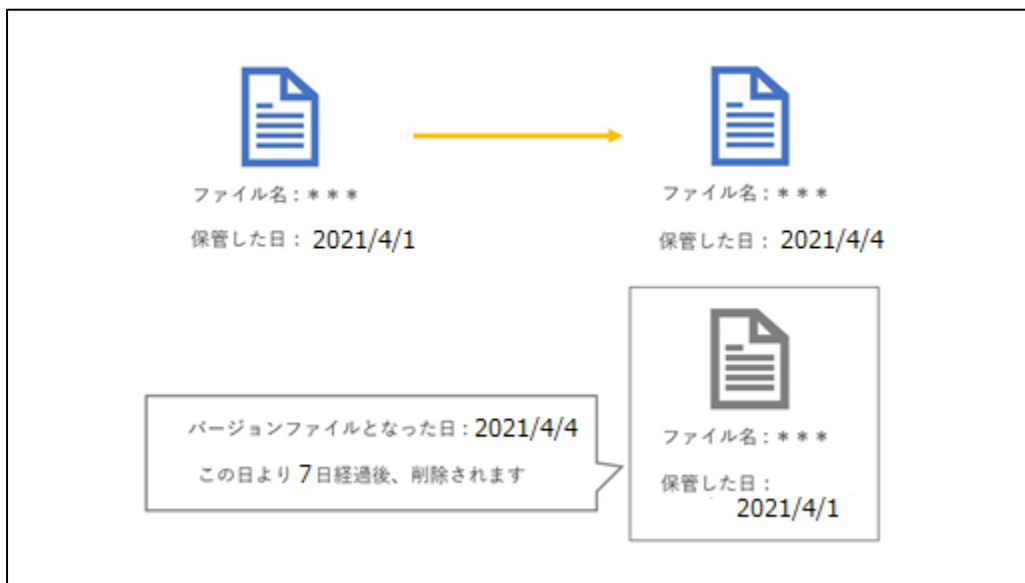 ファイル名：＊＊＊
保管した日： 2021/4/1
ファイル名：＊＊＊
保管した日： 2021/4/4
バージョンファイルとなった日：2021/4/4
この日より7日経過後、削除されます
ファイル名：＊＊＊
保管した日：
2021/4/1